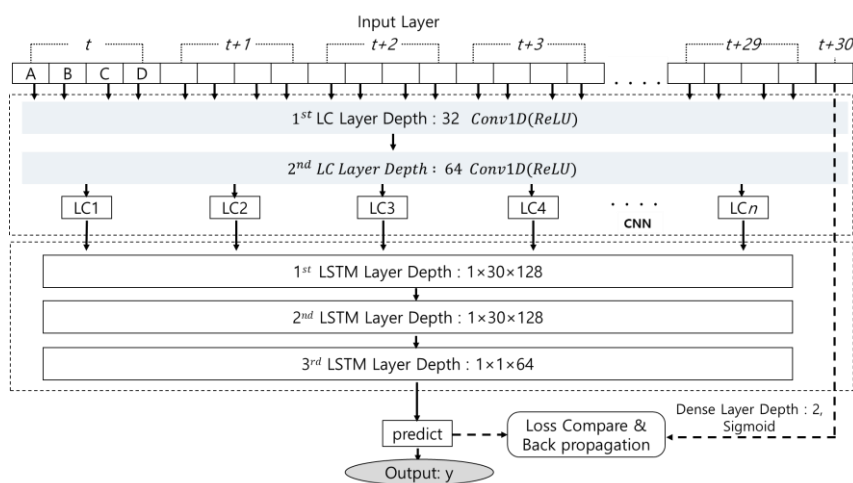 Input Layer
t t+1 t+2 t+3 t+29 t+30
A B C D . . . .
1st LC Layer Depth : 32 Conv1D(ReLU)
2nd LC Layer Depth : 64 Conv1D(ReLU)
LC1 LC2 LC3 LC4 . . . . LCn
CNN
1st LSTM Layer Depth : 1×30×128
2nd LSTM Layer Depth : 1×30×128
3rd LSTM Layer Depth : 1×1×64
Dense Layer Depth : 2,
Sigmoid
predict
Loss Compare &
Back propagation
Output: y